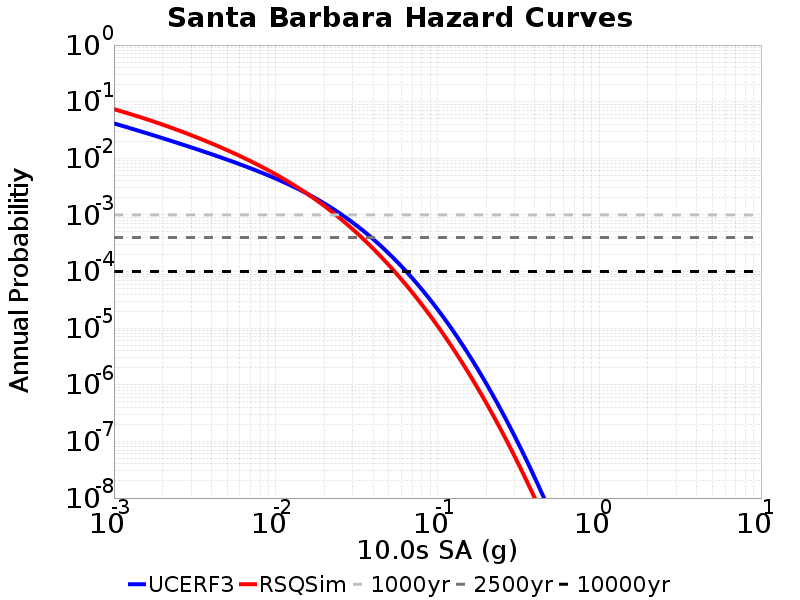 Santa Barbara Hazard Curves
Annual Probabilitiy
10^0
10^-1
10^-2
10^-3
10^-4
10^-5
10^-6
10^-7
10^-8
10^-3 10^-2 10^-1 10^0 10^1
10.0s SA (g)
UCERF3 RSQSim 1000yr 2500yr 10000yr